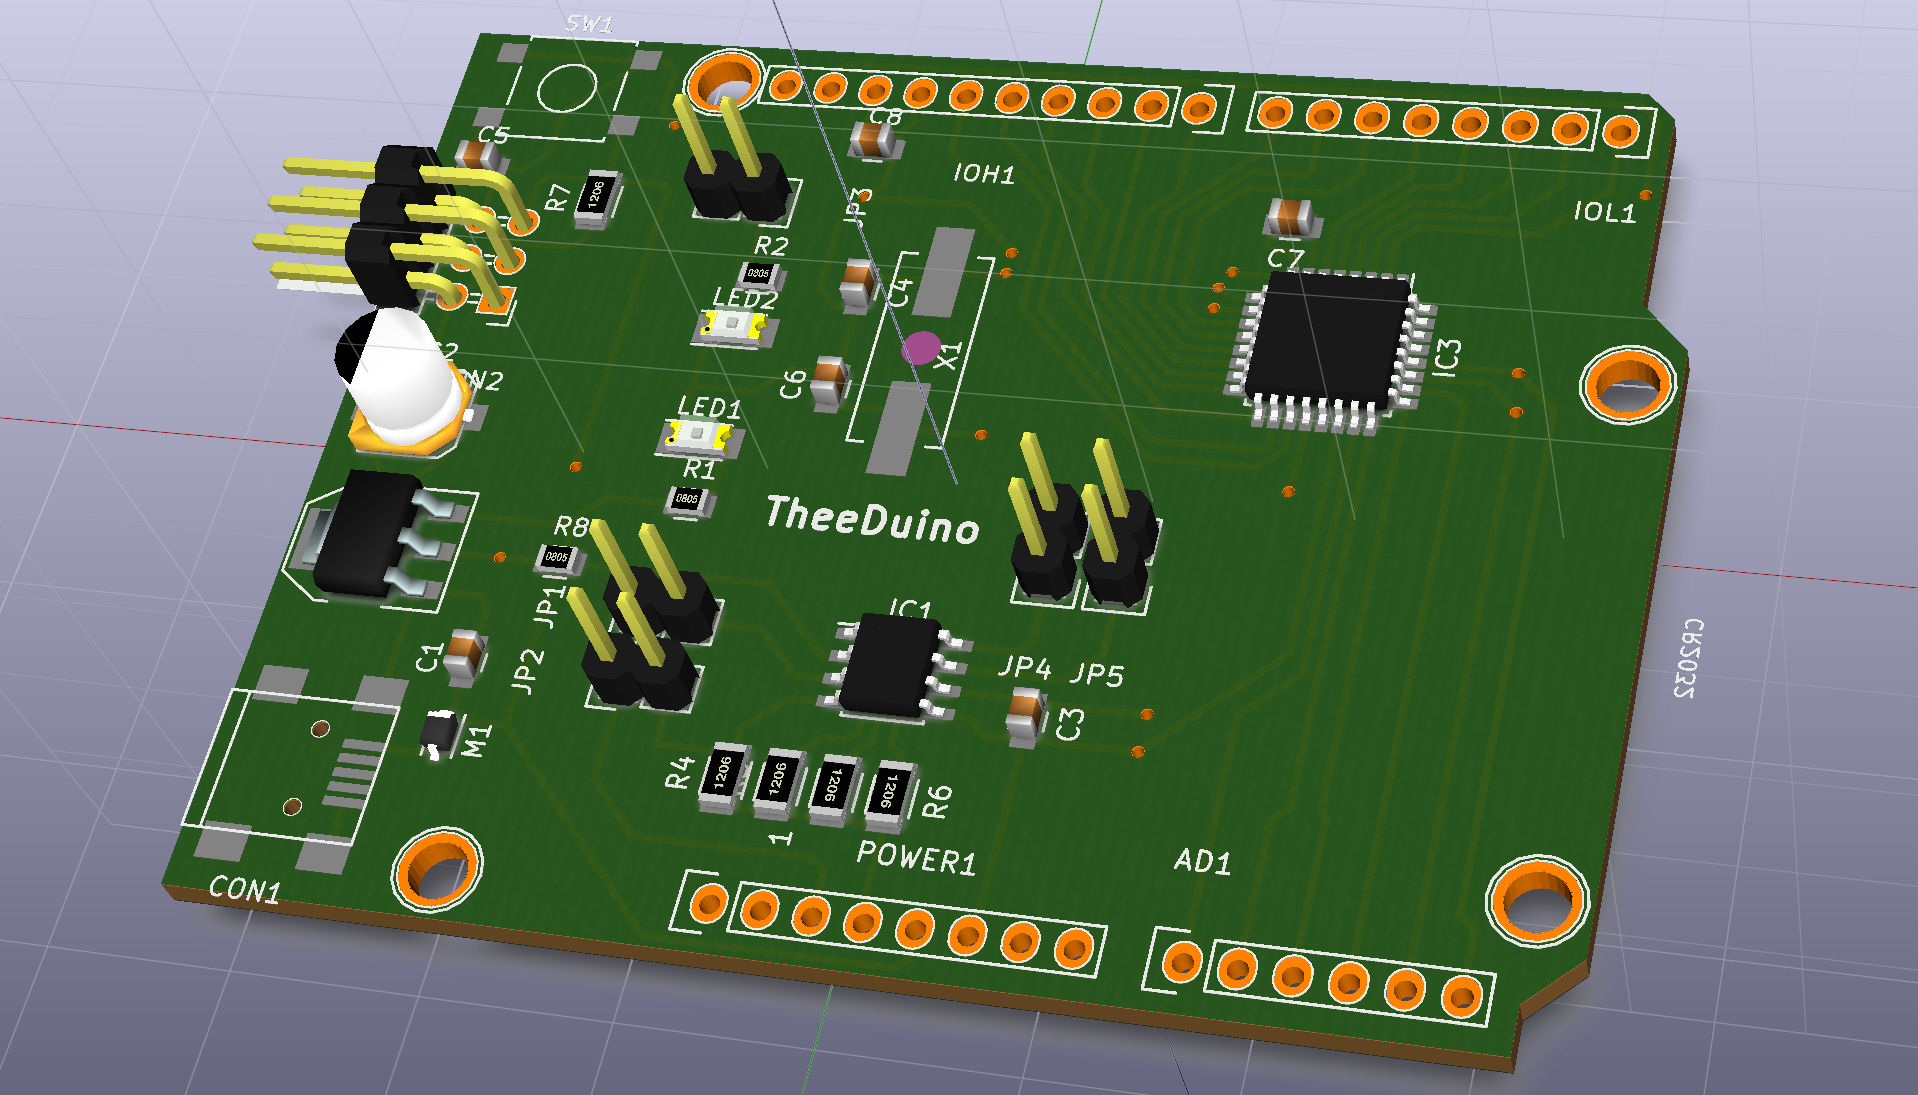 SW1
C5
C8
R7
1206
JP3
IOH1
IOL1
R2
0805
C7
LED2
C4
X1
IC3
C6
LED1
R1
0805
TheeDuino
R8
0805
JP1
IC1
C1
JP2
JP4 JP5
CR2032
M1
C3
R4
1206
1206
1206
1206
R6
1
POWER1
AD1
CON1